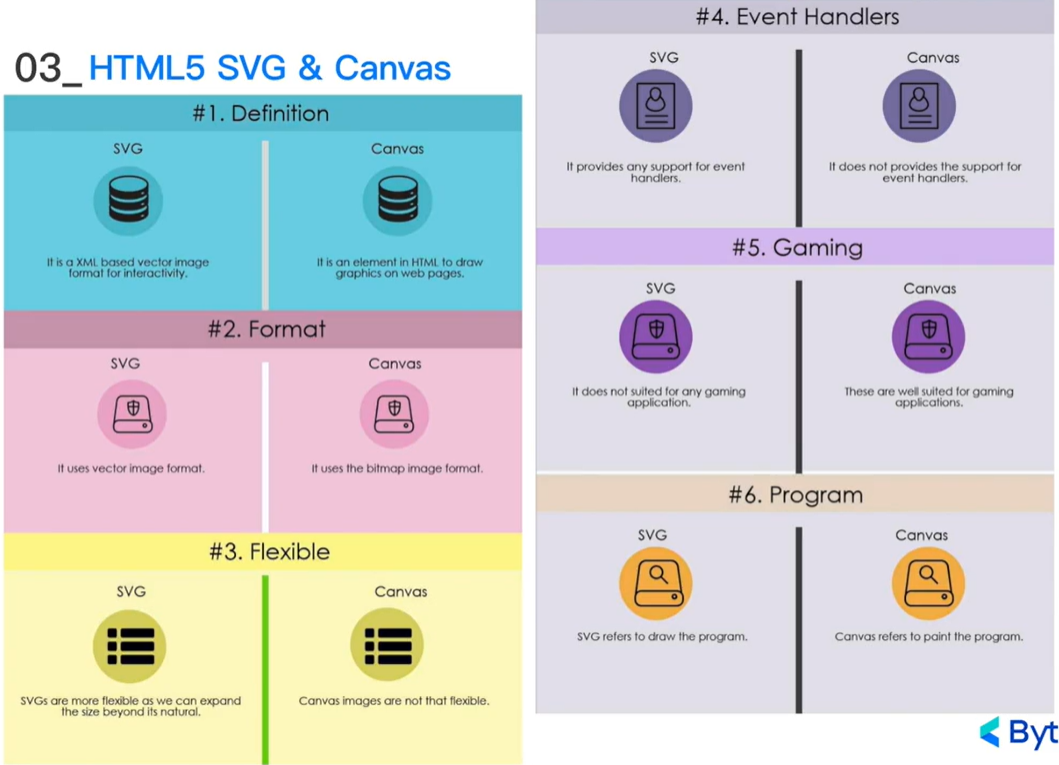 03_ HTML5 SVG & Canvas
#1. Definition
SVG
Canvas
It is a XML based vector image
format for interactivity.
It is an element in HTML to draw
graphics on web pages.
#2. Format
SVG
Canvas
It uses vector image format.
It uses the bitmap image format.
#3. Flexible
SVG
Canvas
SVGs are more flexible as we can expand
the size beyond its natural.
Canvas images are not that flexible.
#4. Event Handlers
SVG
Canvas
It provides any support for event
handlers.
It does not provides the support for
event handlers.
#5. Gaming
SVG
Canvas
It does not suited for any gaming
application.
These are well suited for gaming
applications.
#6. Program
SVG
Canvas
SVG refers to draw the program.
Canvas refers to paint the program.
Byt